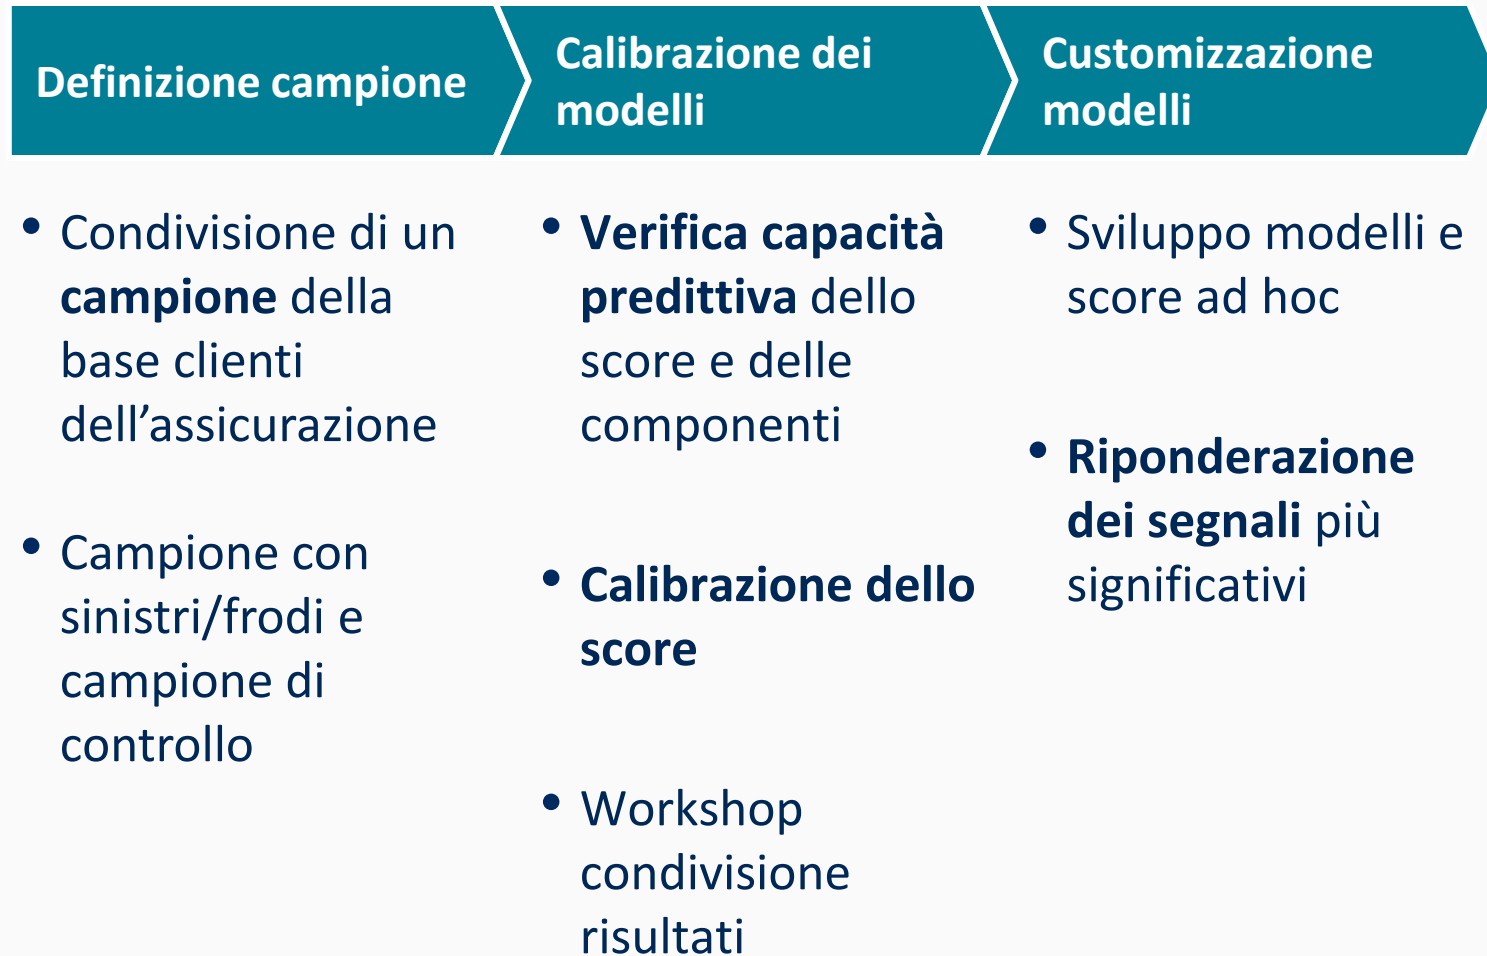 Definizione campione
Calibrazione dei
modelli
Customizzazione
modelli
• Condivisione di un
campione della
base clienti
dell’assicurazione
• Campione con
sinistri/frodi e
campione di
controllo
• Verifica capacità
predittiva dello
score e delle
componenti
• Calibrazione dello
score
• Workshop
condivisione
risultati
• Sviluppo modelli e
score ad hoc
• Riponderazione
dei segnali più
significativi